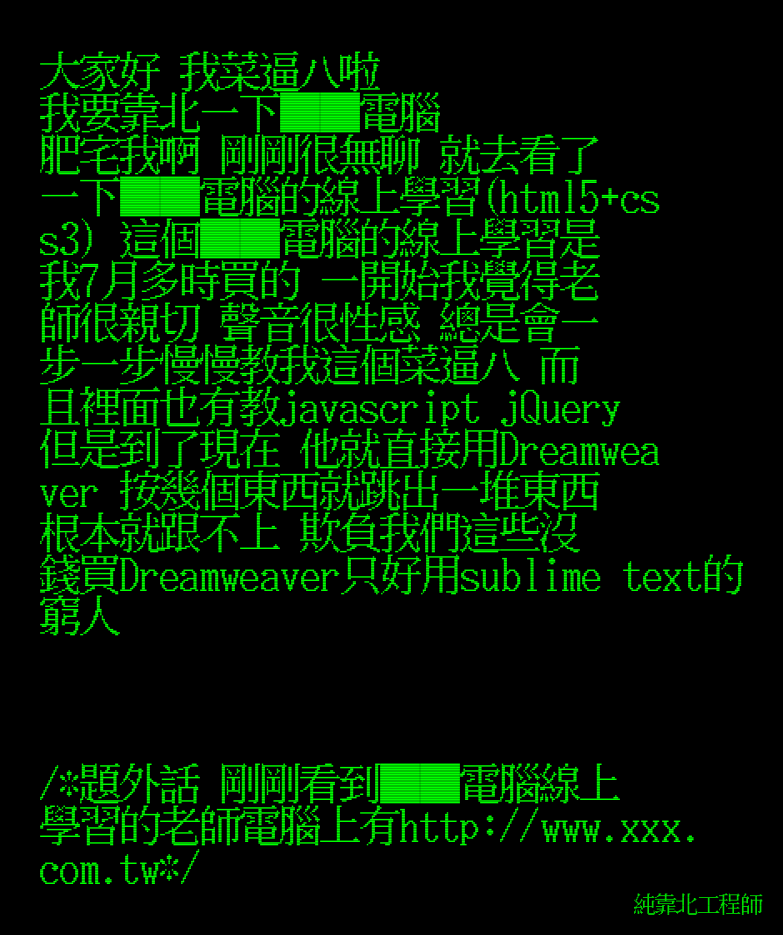 大家好 我菜逼八啦
我要靠北一下▓▓電腦
肥宅我啊 剛剛很無聊 就去看了
一下▓▓電腦的線上學習(html5+cs
s3) 這個▓▓電腦的線上學習是
我7月多時買的 一開始我覺得老
師很親切 聲音很性感 總是會一
步一步慢慢教我這個菜逼八 而
且裡面也有教javascript jQuery
但是到了現在 他就直接用Dreamwea
ver 按幾個東西就跳出一堆東西
根本就跟不上 欺負我們這些沒
錢買Dreamweaver只好用sublime text的
窮人
/*題外話 剛剛看到▓▓電腦線上
學習的老師電腦上有http://www.xxx.
com.tw*/
純靠北工程師